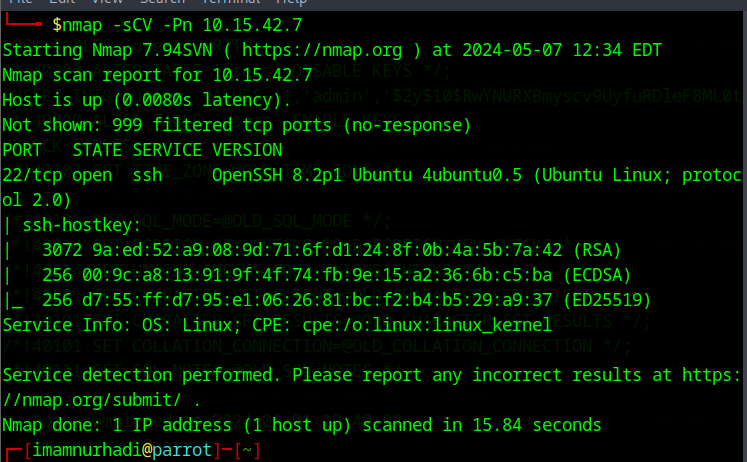 File Edit View Search Terminal Help
$nmap -sCV -Pn 10.15.42.7
Starting Nmap 7.94SVN ( https://nmap.org ) at 2024-05-07 12:34 EDT
Nmap scan report for 10.15.42.7
Host is up (0.0080s latency).
Not shown: 999 filtered tcp ports (no-response)
PORT   STATE SERVICE VERSION
22/tcp open  ssh     OpenSSH 8.2p1 Ubuntu 4ubuntu0.5 (Ubuntu Linux; protoc
ol 2.0)
| ssh-hostkey:
|   3072 9a:ed:52:a9:08:9d:71:6f:d1:24:8f:0b:4a:5b:7a:42 (RSA)
|   256 00:9c:a8:13:91:9f:4f:74:fb:9e:15:a2:36:6b:c5:ba (ECDSA)
|_  256 d7:55:ff:d7:95:e1:06:26:81:bc:f2:b4:b5:29:a9:37 (ED25519)
Service Info: OS: Linux; CPE: cpe:/o:linux:linux_kernel
/*!40101 SET COLLATION_CONNECTION=@OLD_COLLATION_CONNECTION */;
Service detection performed. Please report any incorrect results at https:
//nmap.org/submit/ .
Nmap done: 1 IP address (1 host up) scanned in 15.84 seconds
[imamnurhadi@parrot]─[~]